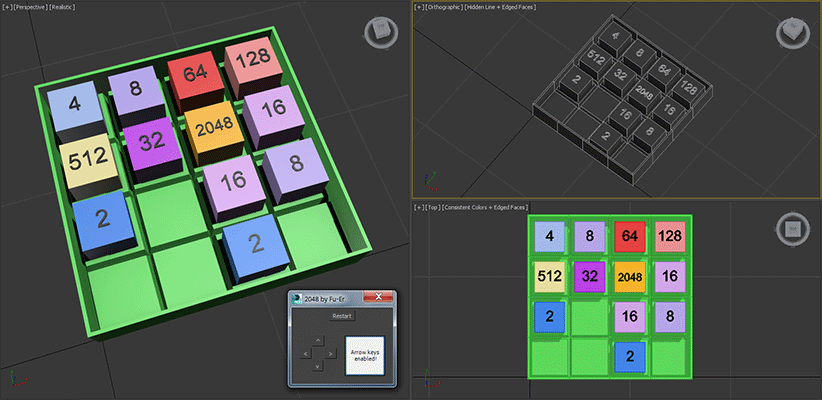 [+] [Perspective] [Realistic]
4 8 64 128
512 32 2048 16
2 16 8
2
2048 by Fu-Er
Restart
Arrow keys
enabled!
[+] [Orthographic] [Hidden Line + Edged Faces]
4 8 64 128
512 32 2048 16
2 16 8
2
[+] [Top] [Consistent Colors + Edged Faces]
4 8 64 128
512 32 2048 16
2 16 8
2